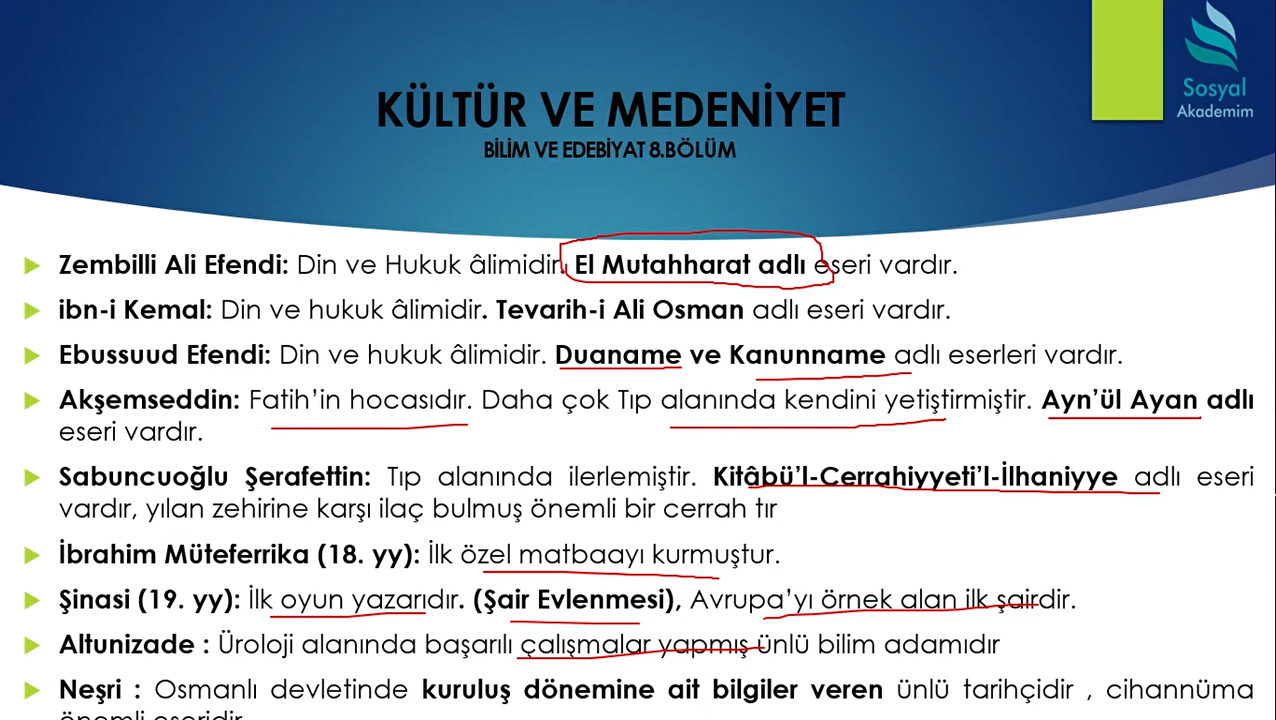 Sosyal
Akademim
KÜLTÜR VE MEDENİYET
BİLİM VE EDEBİYAT 8.BÖLÜM
Zembilli Ali Efendi: Din ve Hukuk âlimidir. El Mutahharat adlı eseri vardır.
ibn-i Kemal: Din ve hukuk âlimidir. Tevarih-i Ali Osman adlı eseri vardır.
Ebussuud Efendi: Din ve hukuk âlimidir. Duaname ve Kanunname adlı eserleri vardır.
Akşemseddin: Fatih’in hocasıdır. Daha çok Tıp alanında kendini yetiştirmiştir. Ayn’ül Ayan adlı
eseri vardır.
Sabuncuoğlu Şerafettin: Tıp alanında ilerlemiştir. Kitâbü’l-Cerrahiyyeti’l-İlhaniyye adlı eseri
vardır, yılan zehirine karşı ilaç bulmuş önemli bir cerrah tır
İbrahim Müteferrika (18. yy): İlk özel matbaayı kurmuştur.
Şinasi (19. yy): İlk oyun yazarıdır. (Şair Evlenmesi), Avrupa’yı örnek alan ilk şairdir.
Altunizade : Üroloji alanında başarılı çalışmalar yapmış ünlü bilim adamıdır
Neşri : Osmanlı devletinde kuruluş dönemine ait bilgiler veren ünlü tarihçidir , cihannüma
önemli eseridir